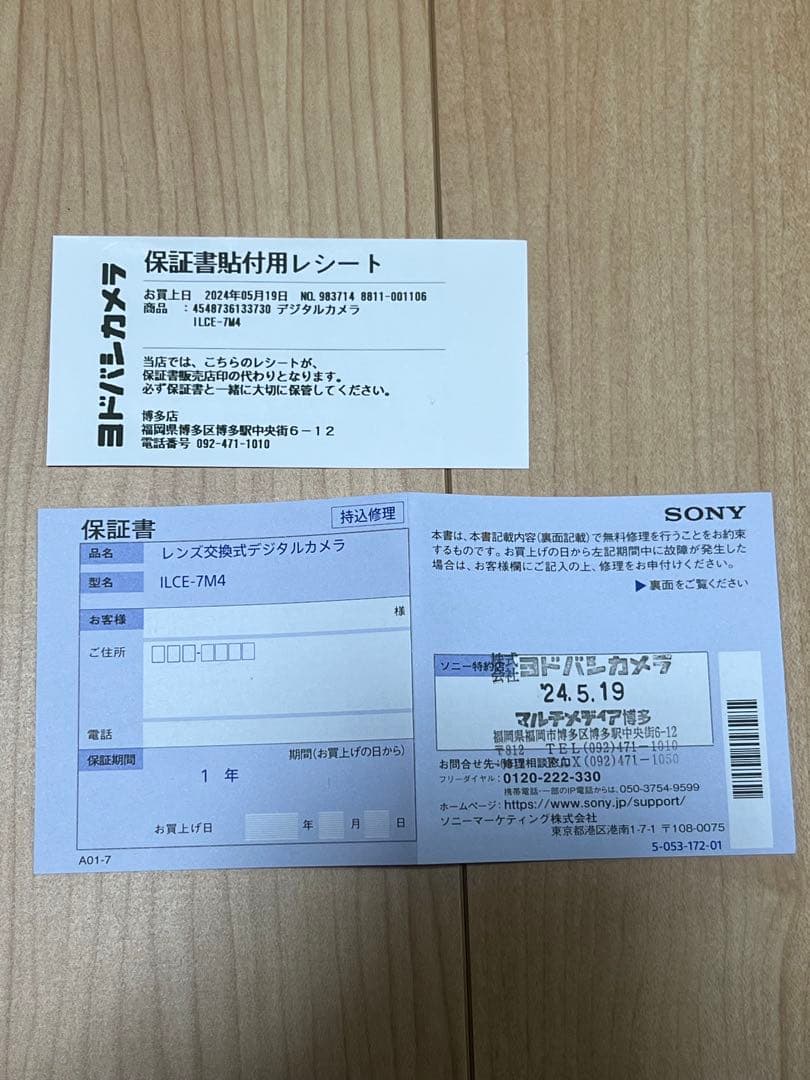 ヨドバシカメラ
保証書貼付用レシート
お買上日 2024年05月19日 NO. 983714 8811-001106
商品 :4548736133730 デジタルカメラ
ILCE-7M4
当店では、こちらのレシートが、
保証書販売店印の代わりとなります。
必ず保証書と一緒に大切に保管してください。
博多店
福岡県博多区博多駅中央街6-12
電話番号 092-471-1010
保証書
持込修理
品名 レンズ交換式デジタルカメラ
型名 ILCE-7M4
お客様 様
ご住所
電話
保証期間 期間(お買上げの日から)
1 年
お買上げ日 年 月 日
A01-7
SONY
本書は、本書記載内容(裏面記載)で無料修理を行うことをお約束
するものです。お買上げの日から左記期間中に故障が発生した
場合は、お客様欄にご記入の上、修理をお申付けください。
▶裏面をご覧ください
ソニー特約店
株式会社 ヨドバシカメラ
'24.5.19
マルチメディア博多
福岡県福岡市博多区博多駅中央街6-12
〒812 TEL(092)471-1010
FAX(092)471-1050
お問合せ先・修理相談窓口
フリーダイヤル: 0120-222-330
携帯電話・一部のIP電話からは、050-3754-9599
ホームページ: https://www.sony.jp/support/
ソニーマーケティング株式会社
東京都港区港南1-7-1 〒108-0075
5-053-172-01